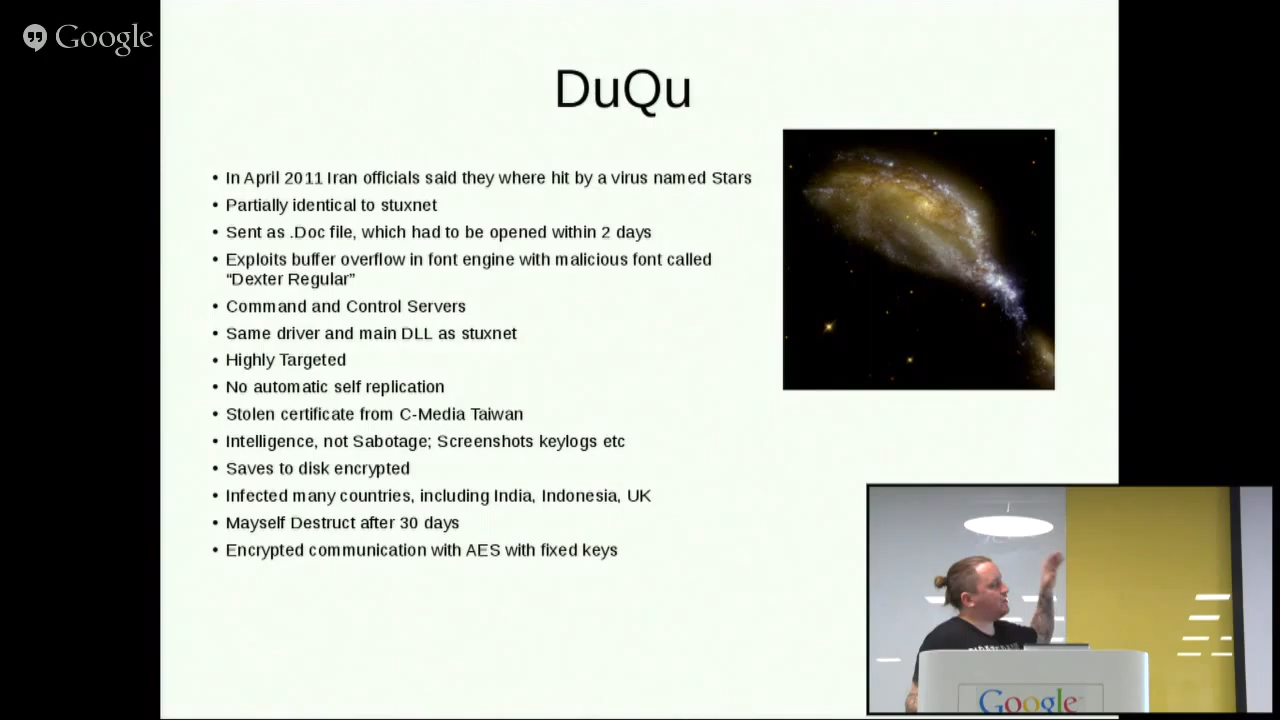 Google
DuQu
• In April 2011 Iran officials said they where hit by a virus named Stars
• Partially identical to stuxnet
• Sent as .Doc file, which had to be opened within 2 days
• Exploits buffer overflow in font engine with malicious font called
“Dexter Regular”
• Command and Control Servers
• Same driver and main DLL as stuxnet
• Highly Targeted
• No automatic self replication
• Stolen certificate from C-Media Taiwan
• Intelligence, not Sabotage; Screenshots keylogs etc
• Saves to disk encrypted
• Infected many countries, including India, Indonesia, UK
• Mayself Destruct after 30 days
• Encrypted communication with AES with fixed keys
Google